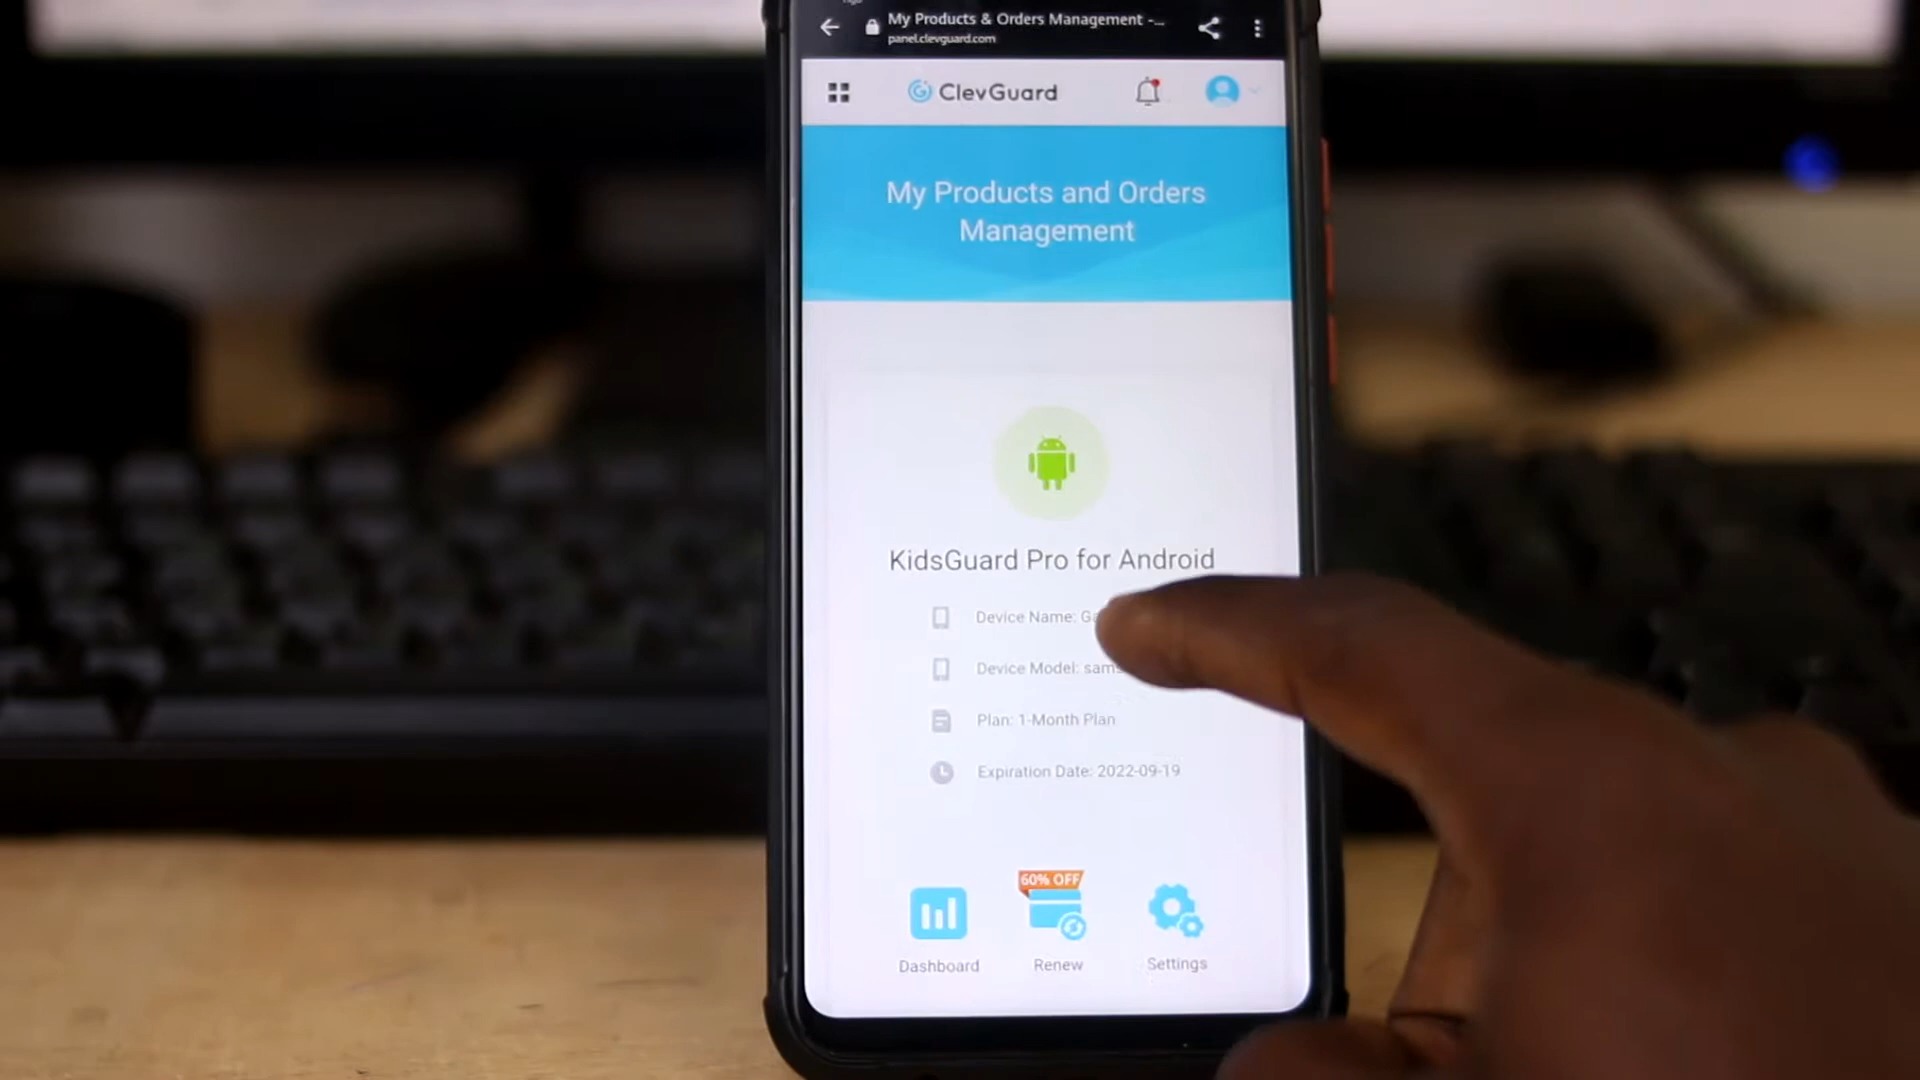 My Products & Orders Management -...
panel.clevguard.com
ClevGuard
My Products and Orders
Management
KidsGuard Pro for Android
Device Name:
Device Model:
Plan: 1-Month Plan
Expiration Date: 2022-09-19
60% OFF
Dashboard
Renew
Settings